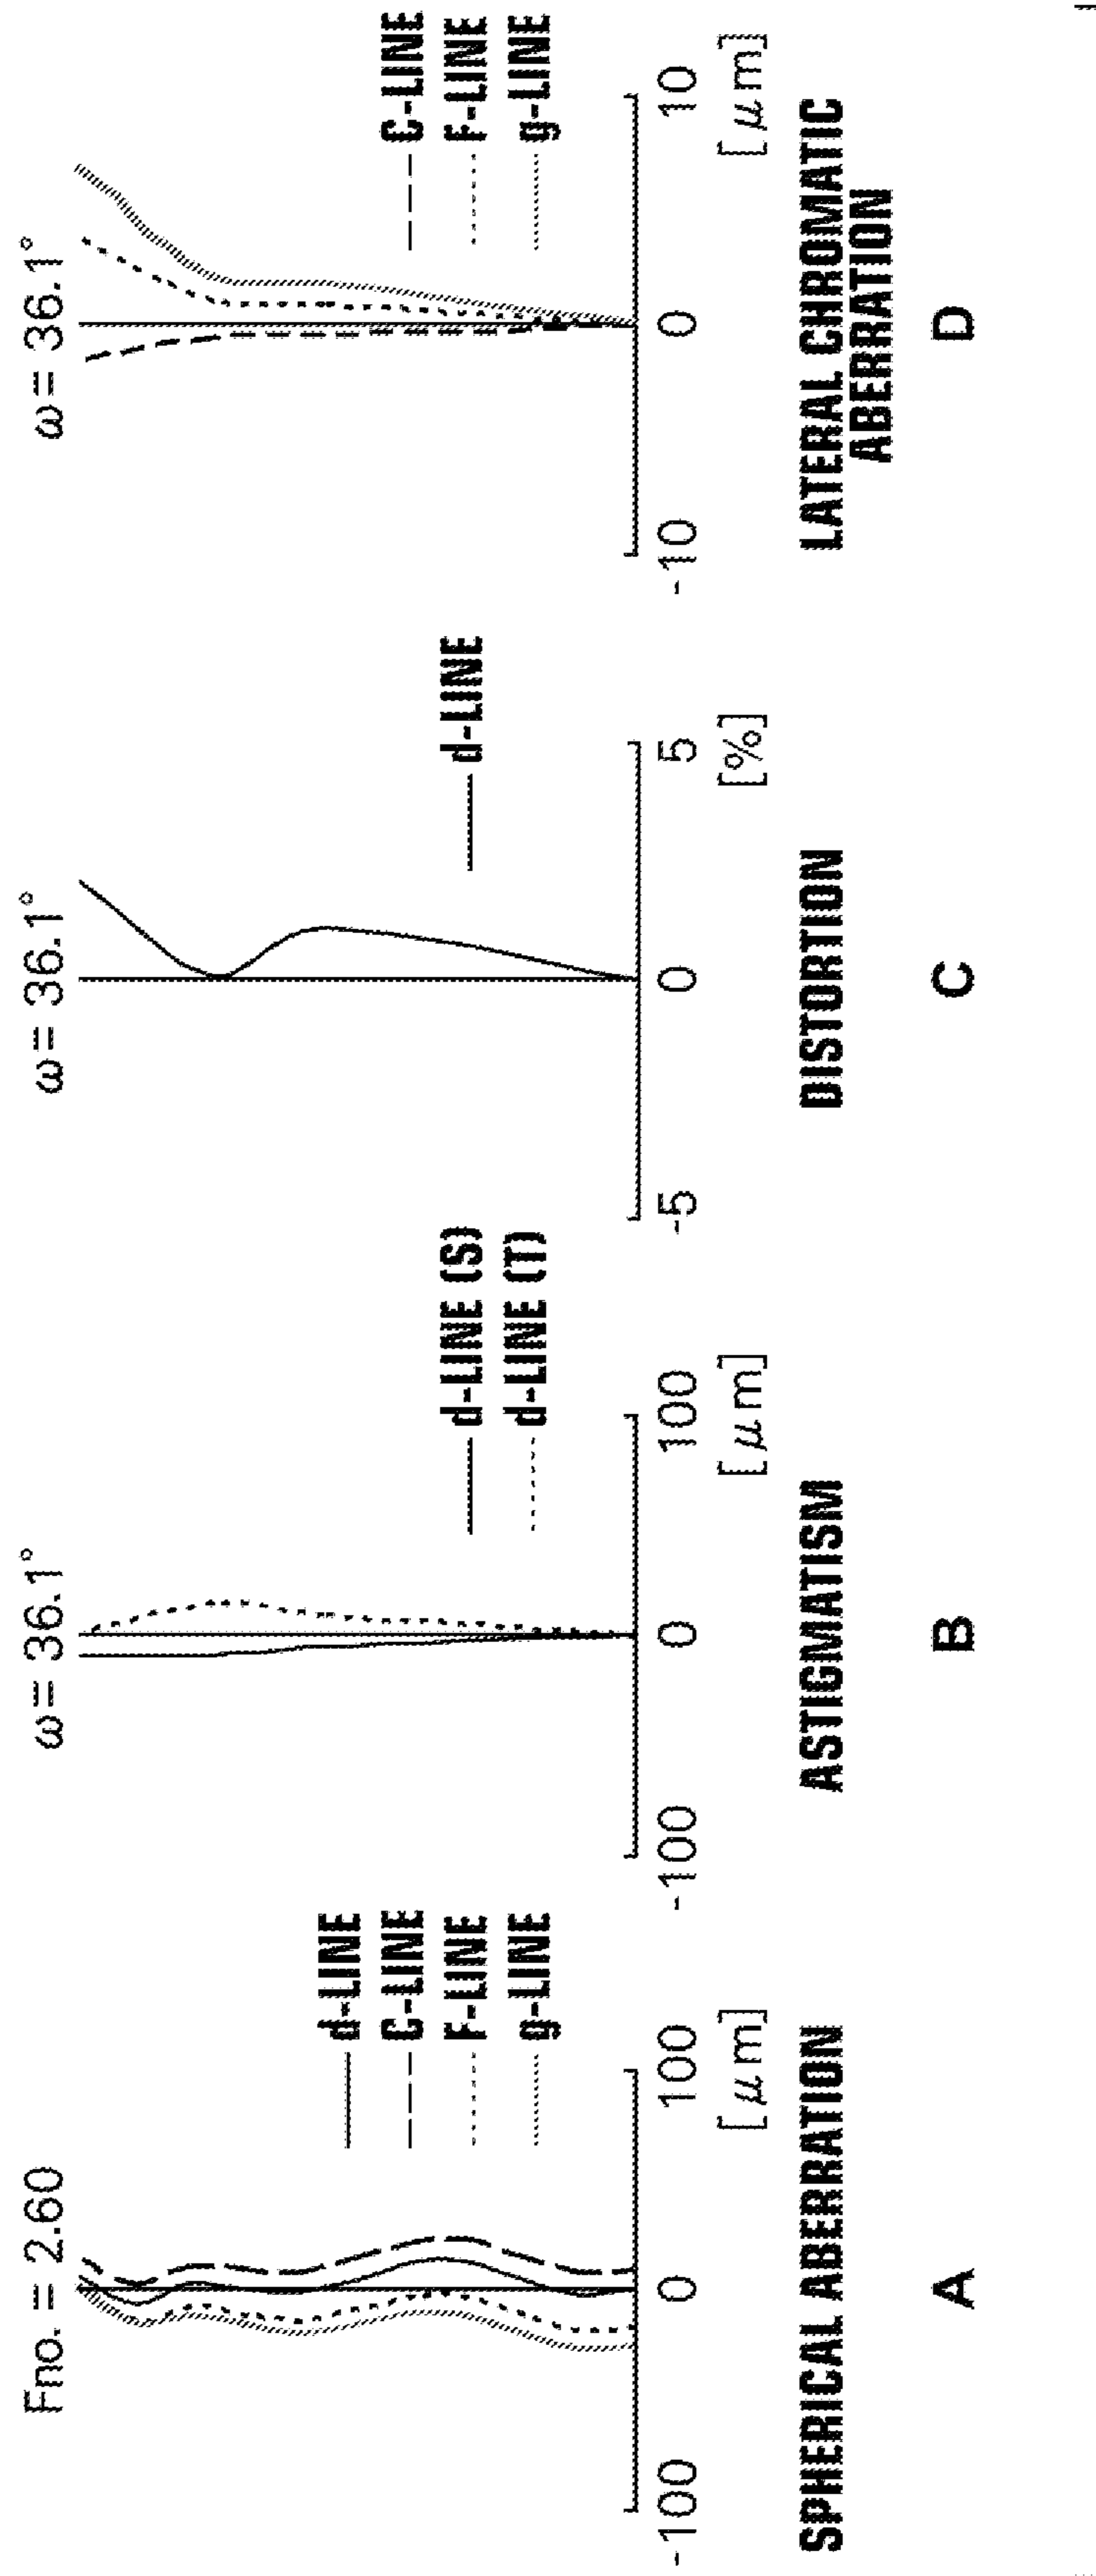 Fno. = 2.60
d-LINE
C-LINE
F-LINE
g-LINE
-100
0
100
[μm]
SPHERICAL ABERRATION
A
ω= 36.1°
d-LINE (S)
d-LINE (T)
-100
0
100
[μm]
ASTIGMATISM
B
ω= 36.1°
d-LINE
-5
0
5
[%]
DISTORTION
C
ω= 36.1°
C-LINE
F-LINE
g-LINE
-10
0
10
[μm]
LATERAL CHROMATIC
ABERRATION
D